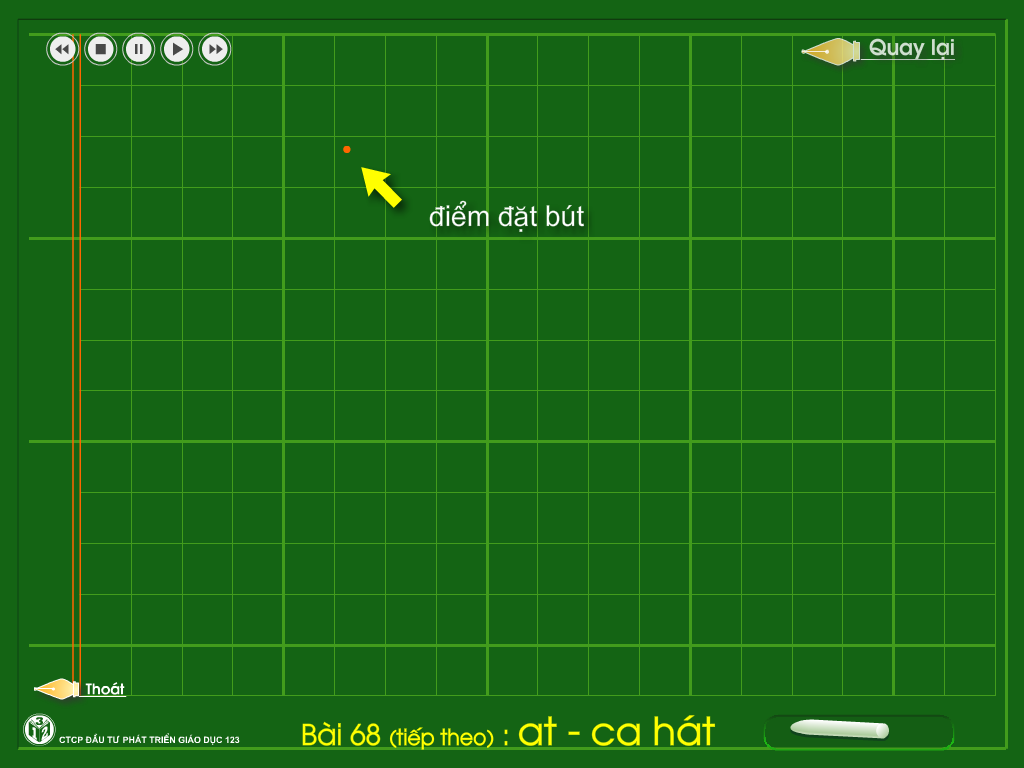 Quay lại
điểm đặt bút
Thoát
CTCP ĐẦU TƯ PHÁT TRIỂN GIÁO DỤC 123
Bài 68 (tiếp theo) : at - ca hát